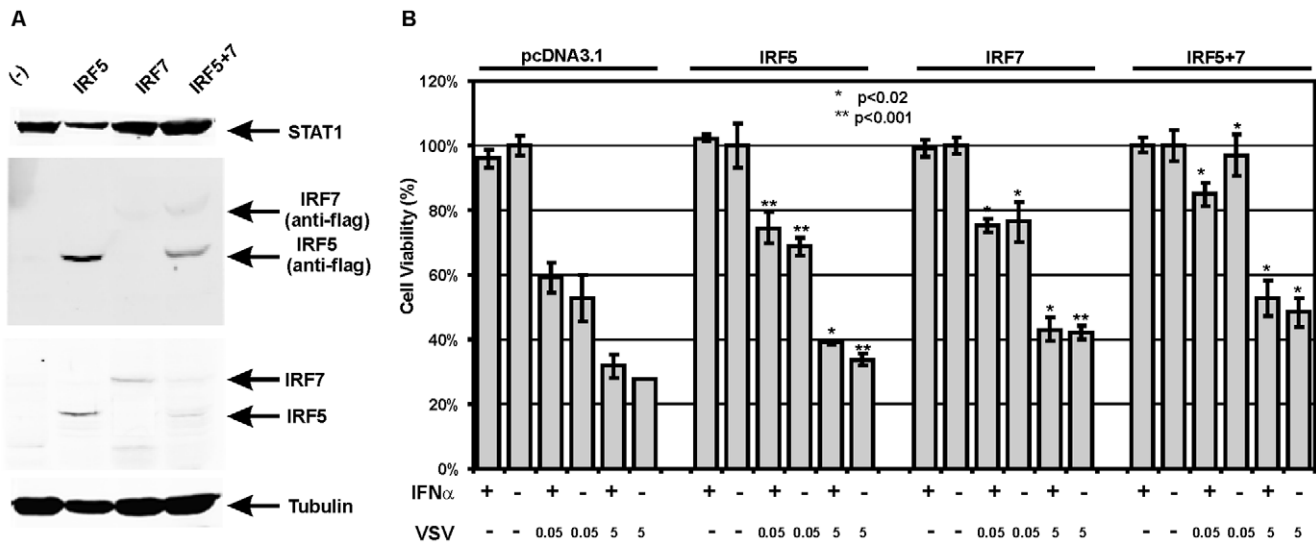 A
(-) IRF5 IRF7 IRF5+7
STAT1
IRF7
(anti-flag)
IRF5
(anti-flag)
IRF7
IRF5
Tubulin
B
pcDNA3.1 IRF5 IRF7 IRF5+7
* p<0.02
** p<0.001
Cell Viability (%)
120%
100%
80%
60%
40%
20%
0%
** ** * **
* * * **
* * * *
IFNα + - + - + - + - + - + - + - + - + - + - + - + -
VSV - - 0.05 0.05 5 5 - - 0.05 0.05 5 5 - - 0.05 0.05 5 5 - - 0.05 0.05 5 5